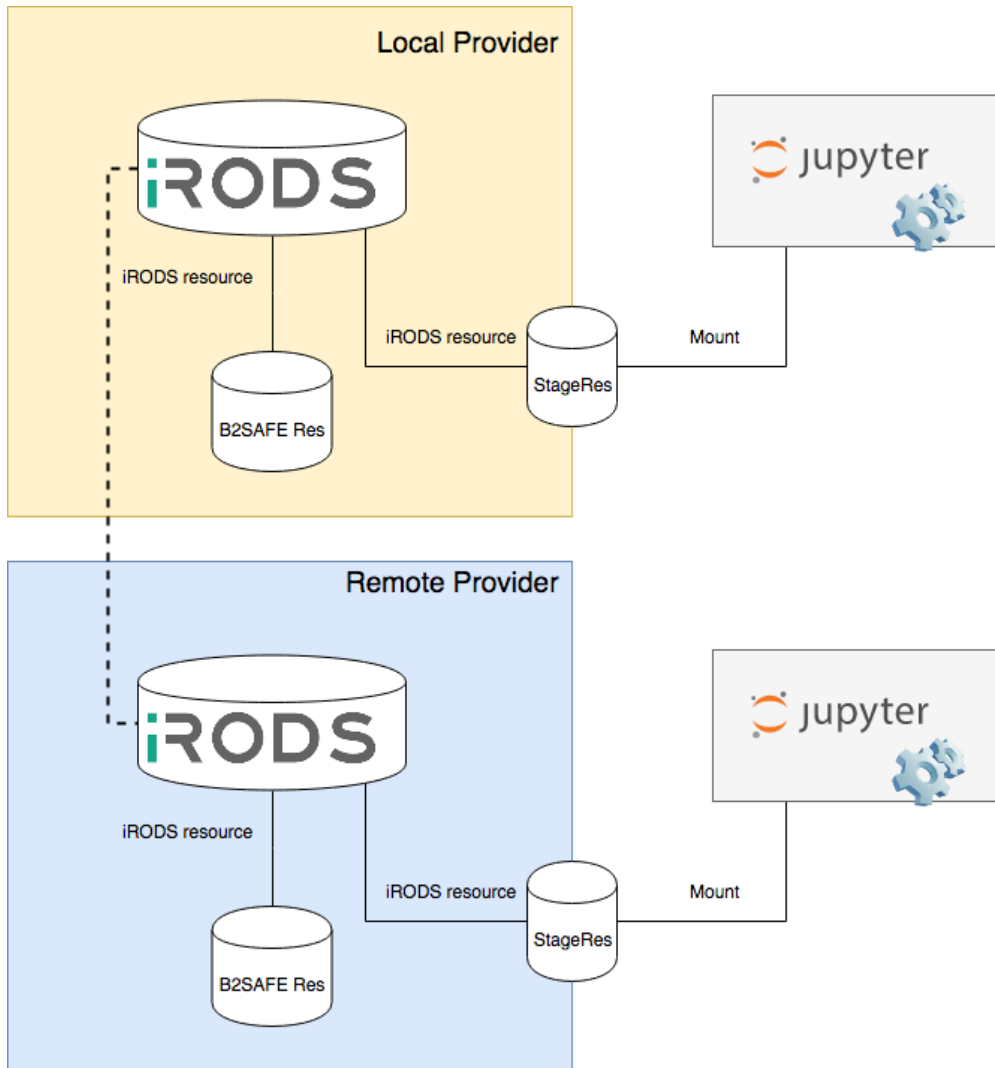 Local Provider
iRODS
jupyter
iRODS resource
iRODS resource
Mount
StageRes
B2SAFE Res
Remote Provider
iRODS
jupyter
iRODS resource
iRODS resource
Mount
StageRes
B2SAFE Res